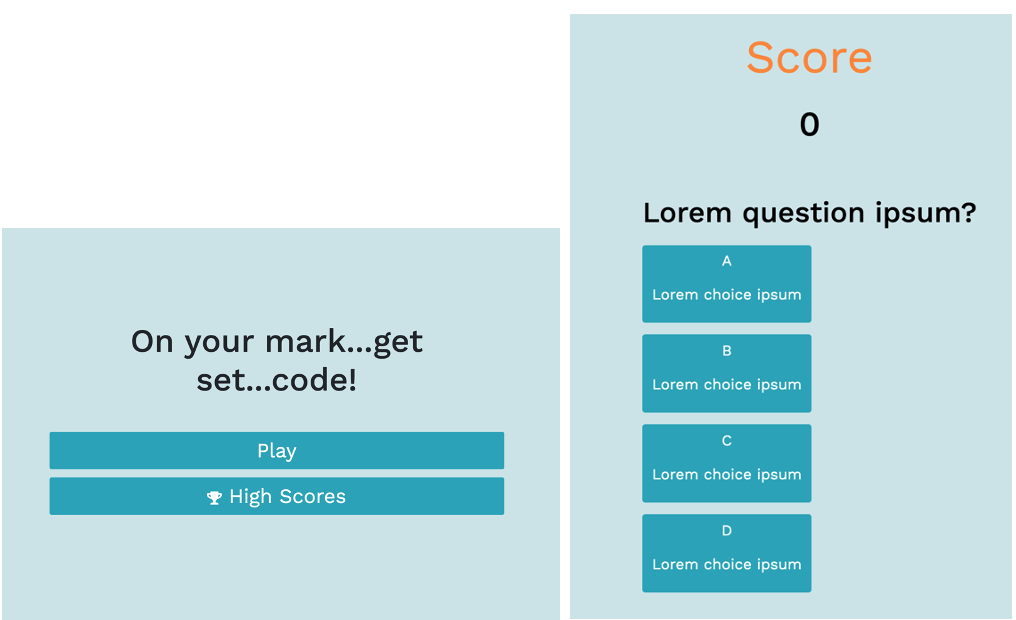 On your mark...get
set...code!
Play
High Scores
Score
0
Lorem question ipsum?
A
Lorem choice ipsum
B
Lorem choice ipsum
C
Lorem choice ipsum
D
Lorem choice ipsum